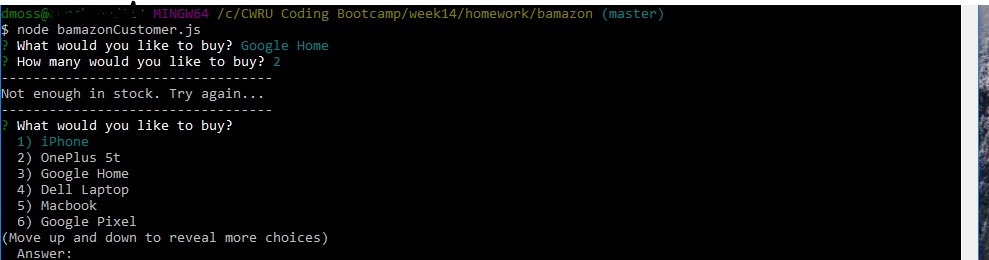 dmoss@ MINGW64 /c/CWRU Coding Bootcamp/week14/homework/bamazon (master)
$ node bamazonCustomer.js
? What would you like to buy? Google Home
? How many would you like to buy? 2
----------------------------------
Not enough in stock. Try again...
----------------------------------
? What would you like to buy?
1) iPhone
2) OnePlus 5t
3) Google Home
4) Dell Laptop
5) Macbook
6) Google Pixel
(Move up and down to reveal more choices)
Answer: